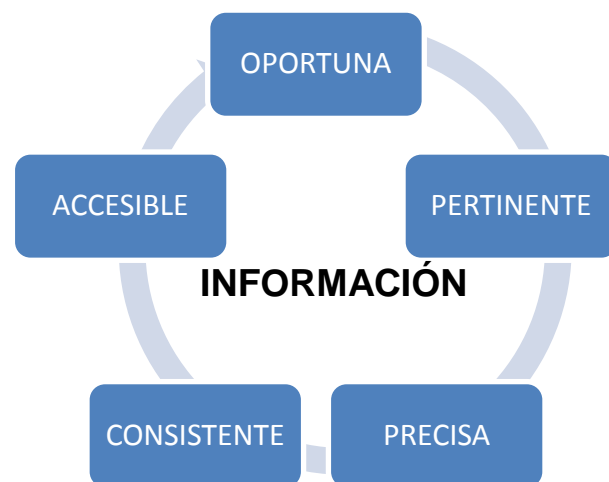 OPORTUNA
ACCESIBLE
PERTINENTE
INFORMACIÓN
CONSISTENTE
PRECISA